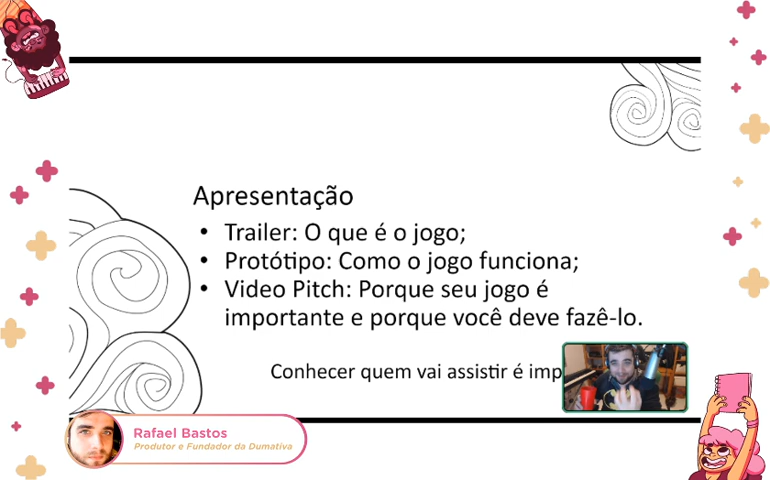 Apresentação
• Trailer: O que é o jogo;
• Protótipo: Como o jogo funciona;
• Video Pitch: Porque seu jogo é
importante e porque você deve fazê-lo.
Conhecer quem vai assistir é imp
Rafael Bastos
Produtor e Fundador da Dumativa